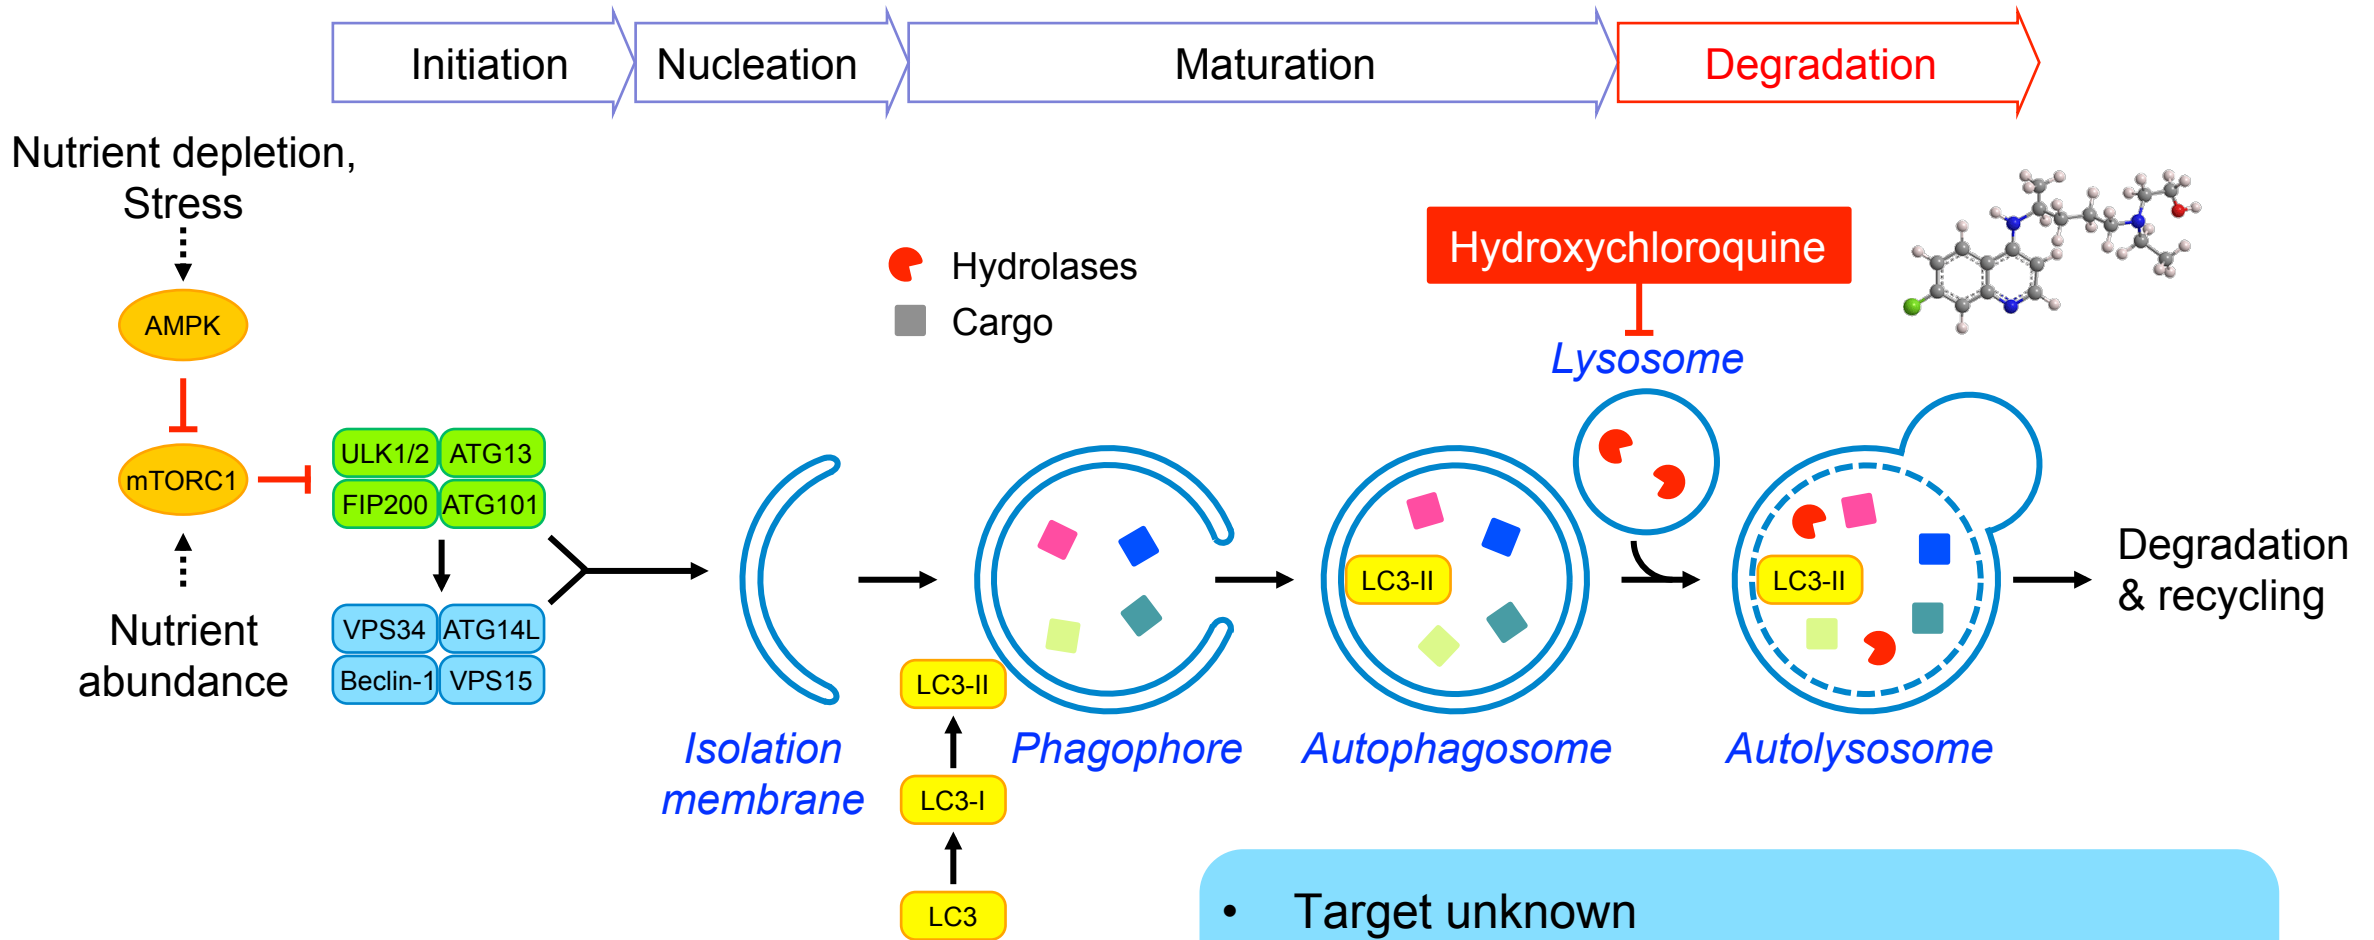 Initiation
Nucleation
Maturation
Degradation
Nutrient depletion,
Stress
AMPK
mTORC1
Nutrient
abundance
ULK1/2
ATG13
FIP200
ATG101
VPS34
ATG14L
Beclin-1
VPS15
Hydrolases
Cargo
Hydroxychloroquine
Lysosome
Isolation
membrane
LC3-II
LC3-I
LC3
Phagophore
LC3-II
Autophagosome
LC3-II
Autolysosome
Degradation
& recycling
• Target unknown